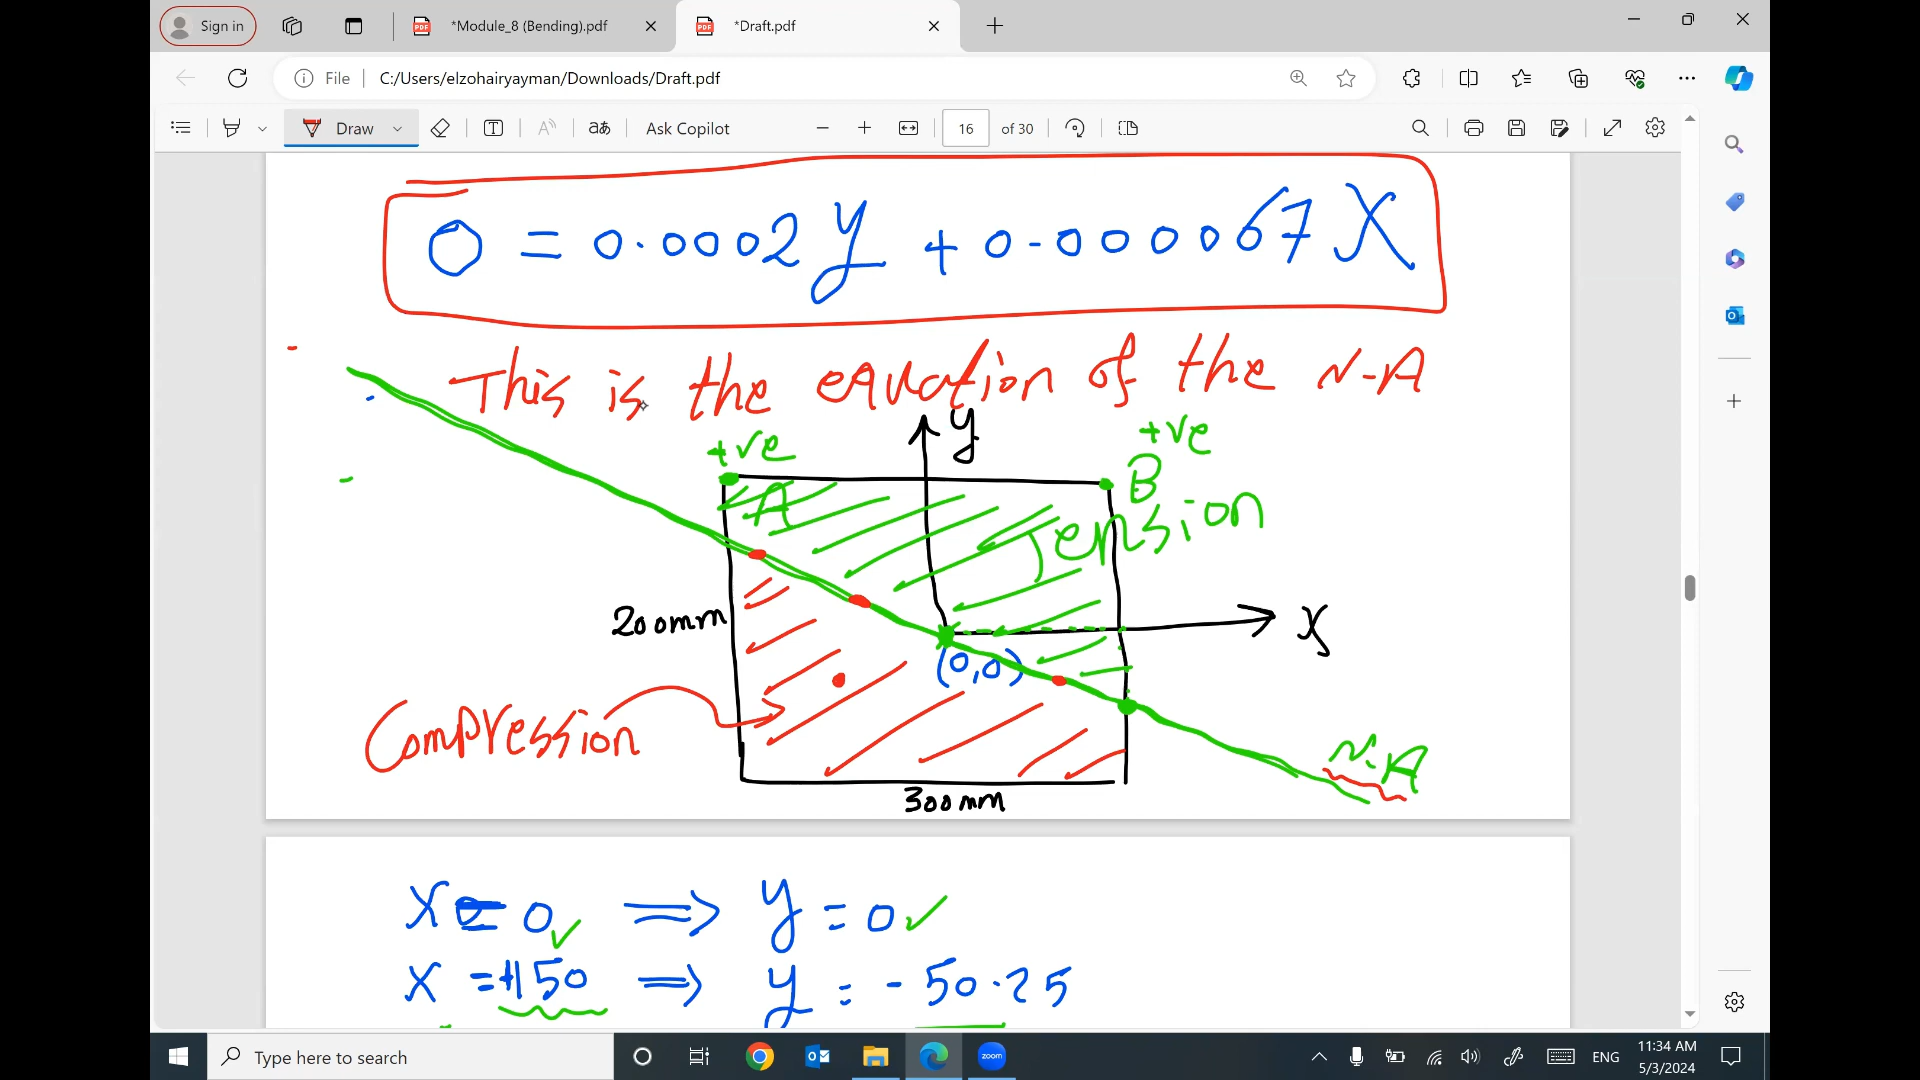 Sign in
*Module_8 (Bending).pdf
*Draft.pdf
File
C:/Users/elzohairyayman/Downloads/Draft.pdf
Draw
Ask Copilot
16
of 30
0 = 0.0002 y + 0.000067 X
This is the equation of the N-A
y
+ve
+ve
A
B
Tension
200mm
X
(0,0)
Compression
N.A
300mm
X = 0 ⟹ y = 0 ✓
X = +150 ⟹ y = - 50.25
Type here to search
zoom
ENG
11:34 AM
5/3/2024